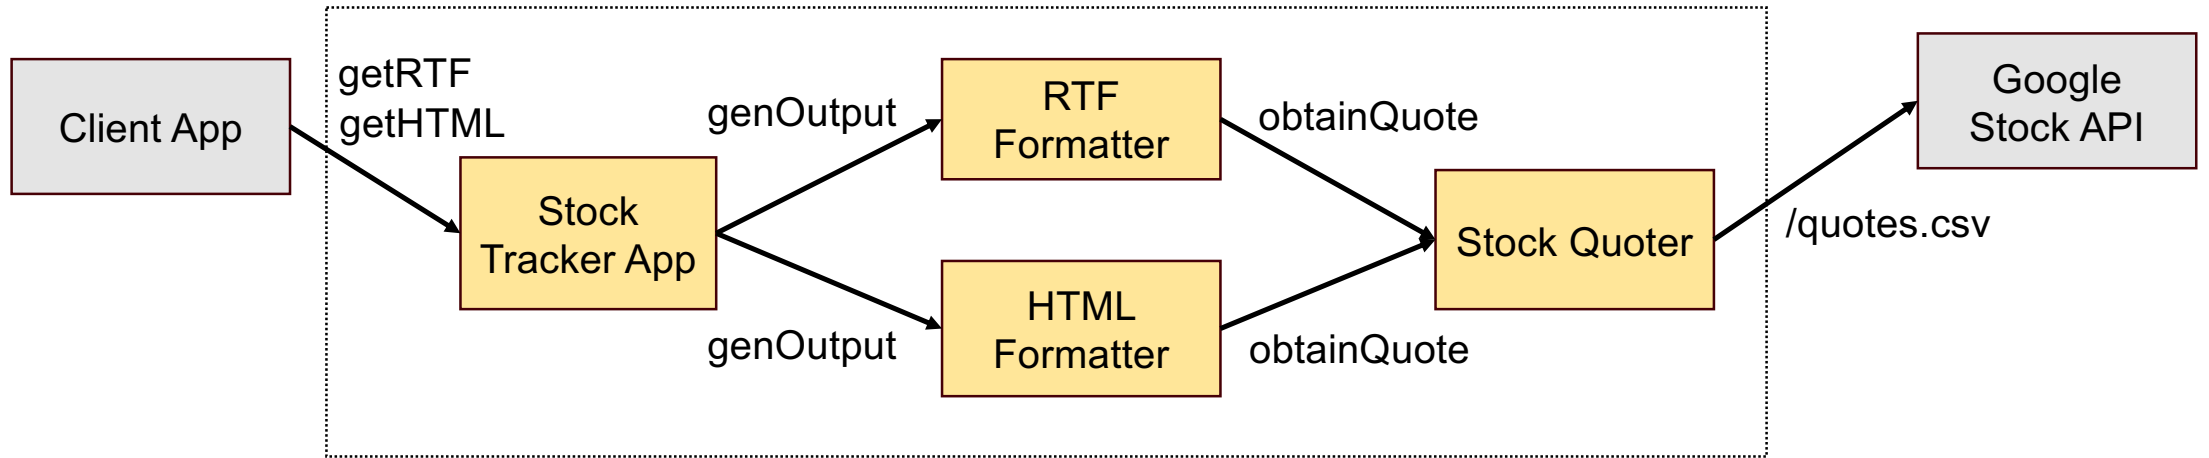 Client App
getRTF
getHTML
Stock
Tracker App
genOutput
genOutput
RTF
Formatter
HTML
Formatter
obtainQuote
obtainQuote
Stock Quoter
/quotes.csv
Google
Stock API